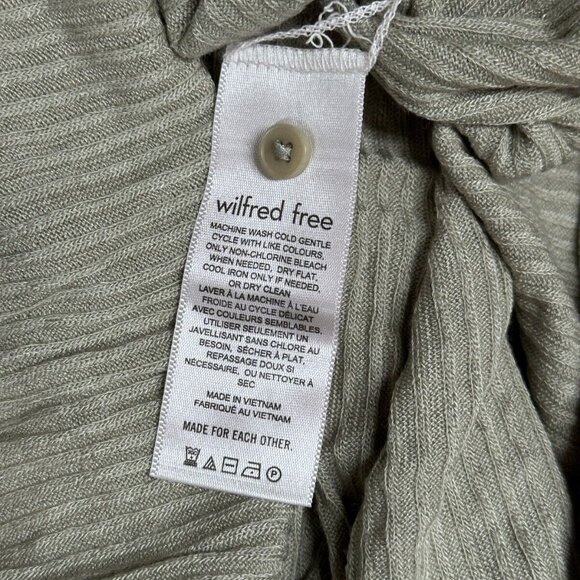 wilfred free
MACHINE WASH COLD GENTLE
CYCLE WITH LIKE COLOURS,
ONLY NON-CHLORINE BLEACH
WHEN NEEDED, DRY FLAT.
COOL IRON ONLY IF NEEDED,
OR DRY CLEAN
LAVER À LA MACHINE À L'EAU
FROIDE AU CYCLE DÉLICAT
AVEC COULEURS SEMBLABLES,
UTILISER SEULEMENT UN
JAVELLISANT SANS CHLORE AU
BESOIN, SÉCHER À PLAT,
REPASSAGE DOUX SI
NÉCESSAIRE, OU NETTOYER À
SEC
MADE IN VIETNAM
FABRIQUÉ AU VIETNAM
MADE FOR EACH OTHER.
P